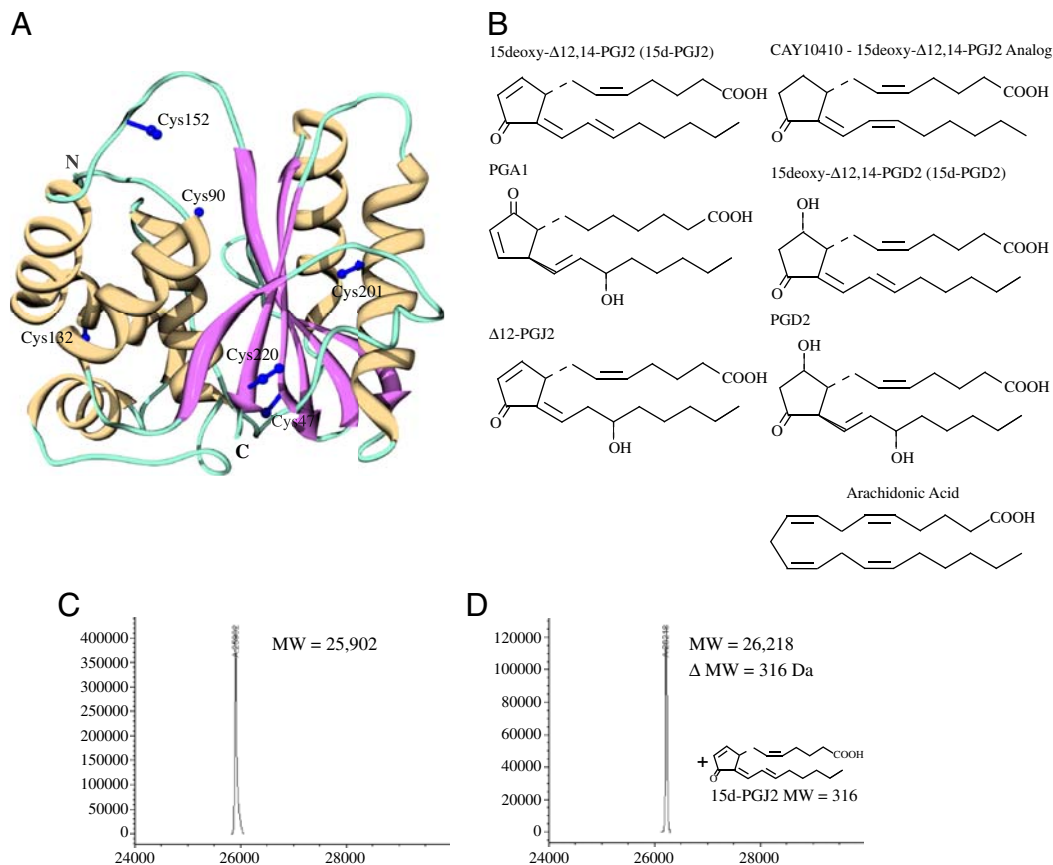 A
Cys152
N
Cys90
Cys201
Cys132
Cys220
Cys47
C
B
15deoxy-Δ12,14-PGJ2 (15d-PGJ2)
COOH
O
CAY10410 - 15deoxy-Δ12,14-PGJ2 Analog
COOH
O
PGA1
O
COOH
OH
15deoxy-Δ12,14-PGD2 (15d-PGD2)
OH
COOH
O
Δ12-PGJ2
COOH
O
OH
PGD2
OH
COOH
O
OH
Arachidonic Acid
COOH
C
400000
350000
300000
250000
200000
150000
100000
50000
0
24000 26000 28000
A:25902
MW = 25,902
D
120000
100000
80000
60000
40000
20000
0
24000 26000 28000
A:26218
MW = 26,218
Δ MW = 316 Da
+
COOH
O
15d-PGJ2 MW = 316